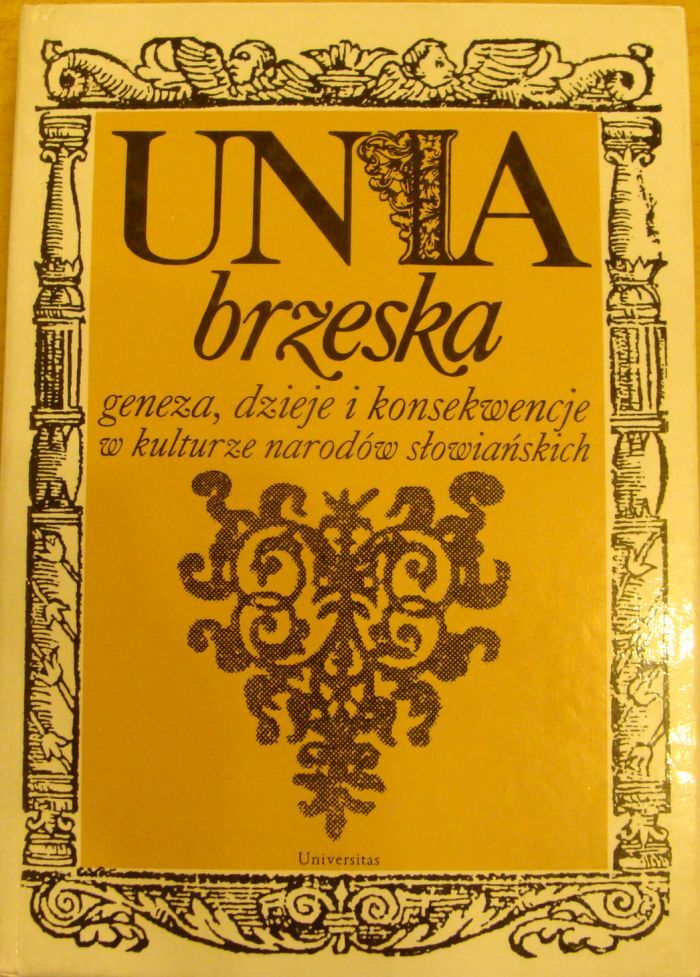 UNIA
brzeska
geneza, dzieje i konsekwencje
w kulturze narodów słowiańskich
Universitas